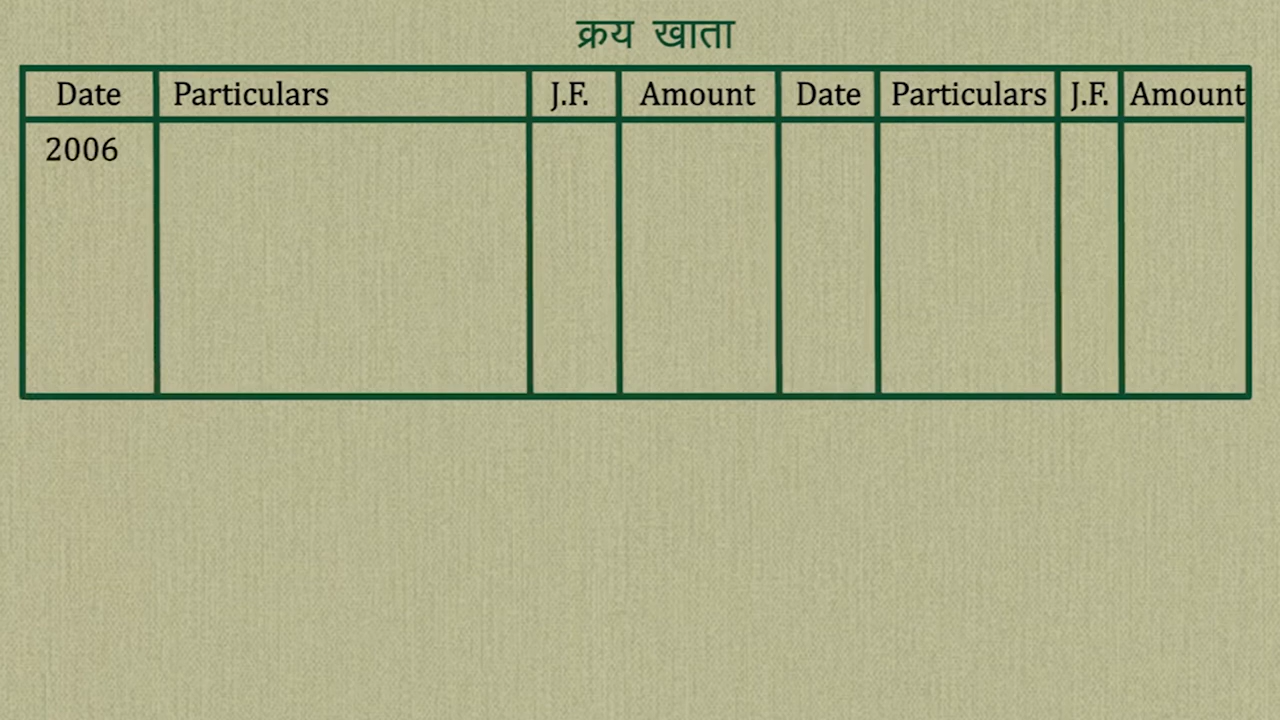 क्रय खाता
Date Particulars J.F. Amount Date Particulars J.F. Amount
2006